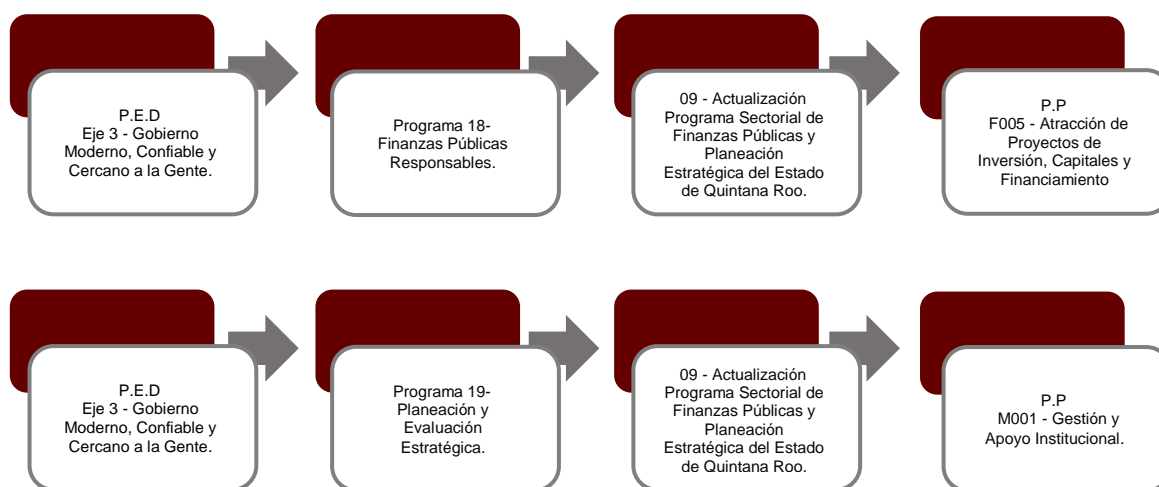 P.E.D
Eje 3 - Gobierno
Moderno, Confiable y
Cercano a la Gente.
Programa 18-
Finanzas Públicas
Responsables.
09 - Actualización
Programa Sectorial de
Finanzas Públicas y
Planeación
Estratégica del Estado
de Quintana Roo.
P.P
F005 - Atracción de
Proyectos de
Inversión, Capitales y
Financiamiento
P.E.D
Eje 3 - Gobierno
Moderno, Confiable y
Cercano a la Gente.
Programa 19-
Planeación y
Evaluación
Estratégica.
09 - Actualización
Programa Sectorial de
Finanzas Públicas y
Planeación
Estratégica del Estado
de Quintana Roo.
P.P
M001 - Gestión y
Apoyo Institucional.